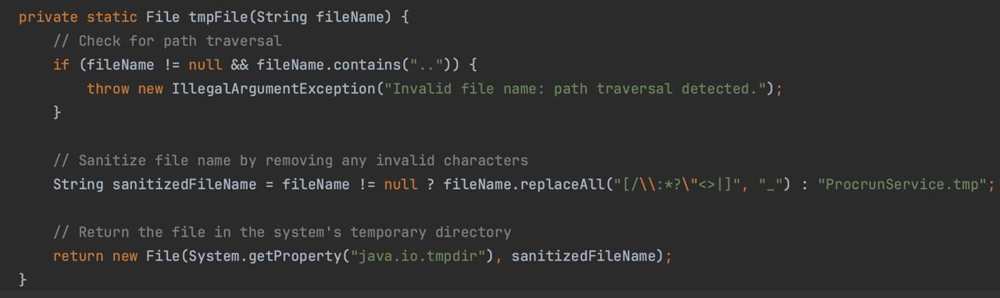 private static File tmpFile(String fileName) {
    // Check for path traversal
    if (fileName != null && fileName.contains("..")) {
        throw new IllegalArgumentException("Invalid file name: path traversal detected.");
    }

    // Sanitize file name by removing any invalid characters
    String sanitizedFileName = fileName != null ? fileName.replaceAll("[/\\:*?\"<>|]", "_") : "ProcrunService.tmp";

    // Return the file in the system's temporary directory
    return new File(System.getProperty("java.io.tmpdir"), sanitizedFileName);
}